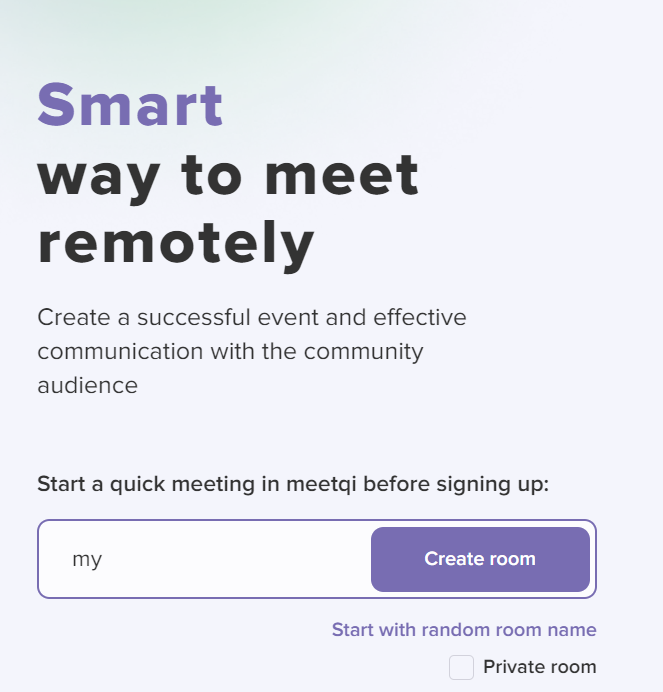 Smart
way to meet
remotely
Create a successful event and effective
communication with the community
audience
Start a quick meeting in meetqi before signing up:
my
Create room
Start with random room name
Private room